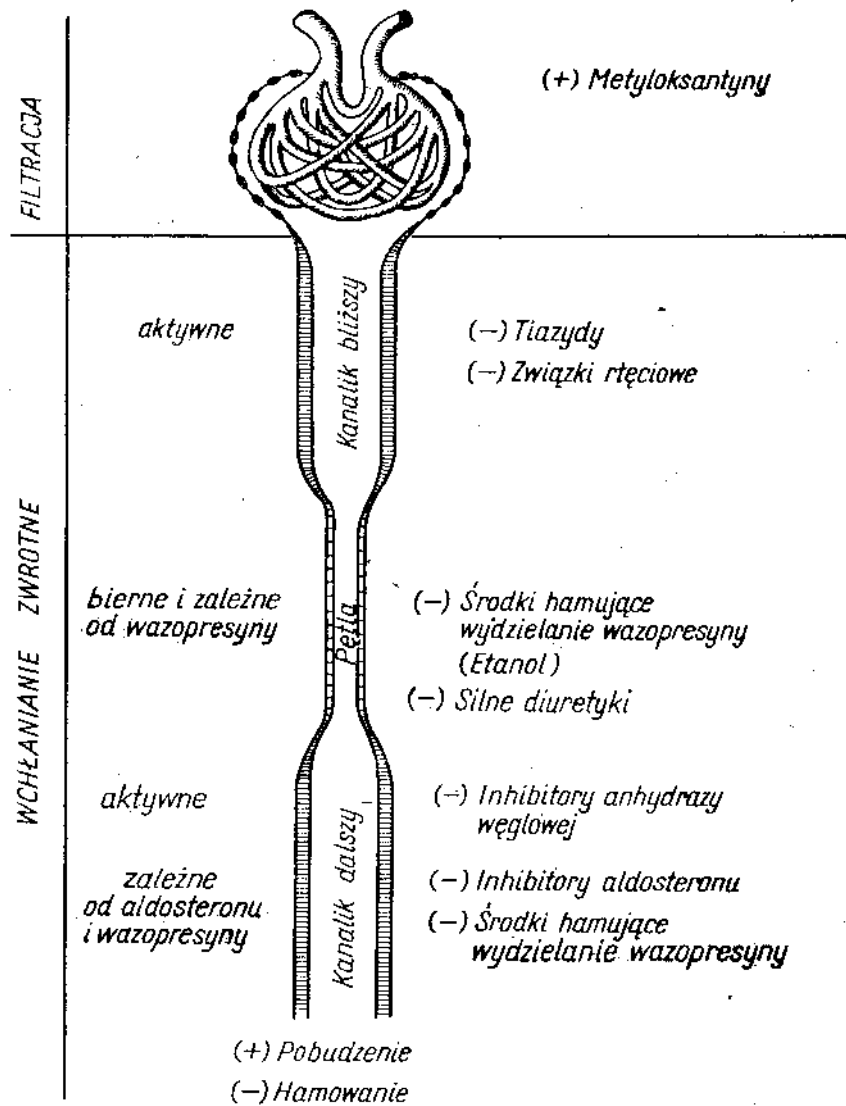 FILTRACJA
(+) Metyloksantyny
WCHŁANIANIE ZWROTNE
aktywne
Kanalik bliższy
(-) Tiazydy
(-) Związki rtęciowe
bierne i zależne
od wazopresyny
Pętla
(-) Środki hamujące
wydzielanie wazopresyny
(Etanol)
(-) Silne diuretyki
aktywne
zależne
od aldosteronu
i wazopresyny
Kanalik dalszy
(-) Inhibitory anhydrazy
węglowej
(-) Inhibitory aldosteronu
(-) Środki hamujące
wydzielanie wazopresyny
(+) Pobudzenie
(-) Hamowanie